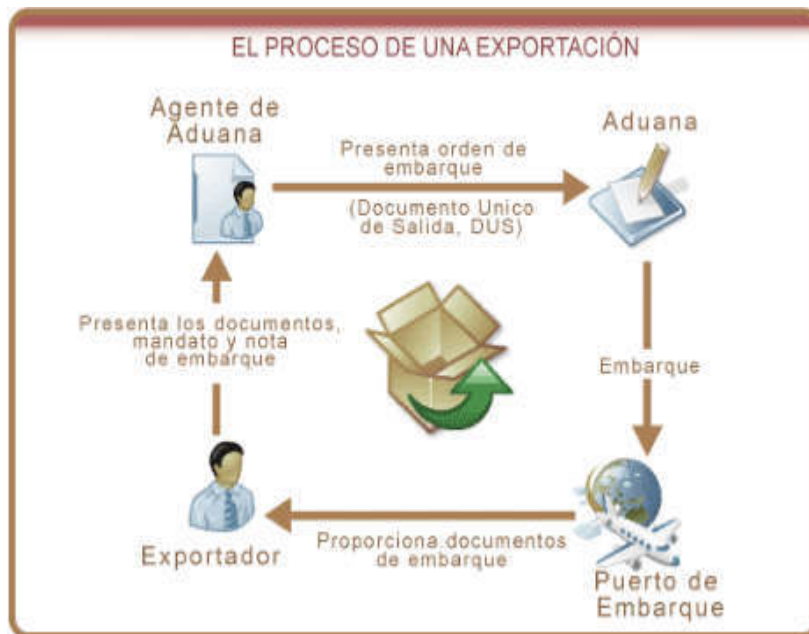 EL PROCESO DE UNA EXPORTACIÓN
Agente de
Aduana
Presenta orden de
embarque
(Documento Unico
de Salida, DUS)
Aduana
Presenta los documentos,
mandato y nota
de embarque
Embarque
Exportador
Proporciona documentos
de embarque
Puerto de
Embarque